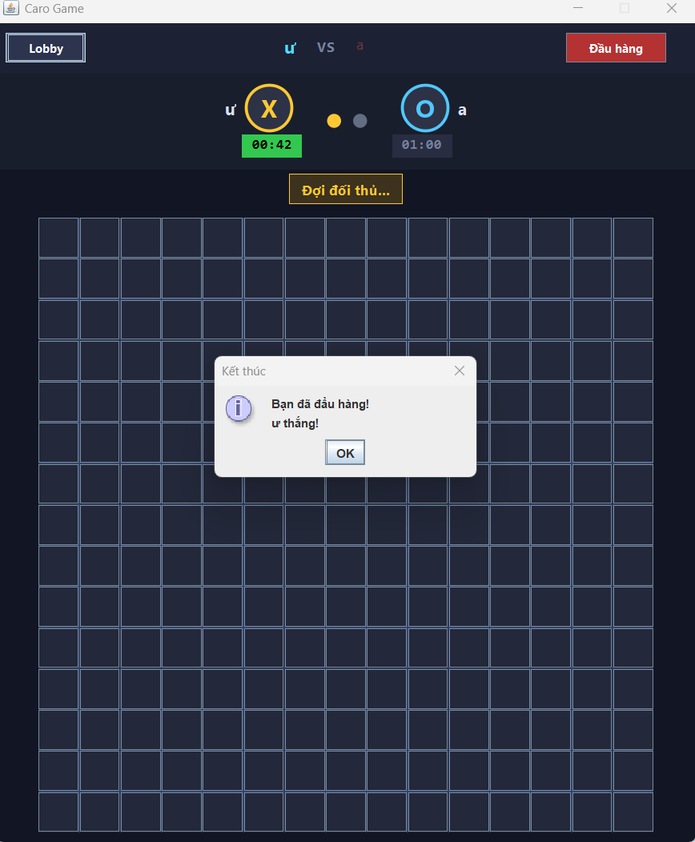 Caro Game
Lobby
ư VS a
Đầu hàng
ư X O a
00:42 01:00
Đợi đối thủ...
Kết thúc
Bạn đã đầu hàng!
ư thắng!
OK